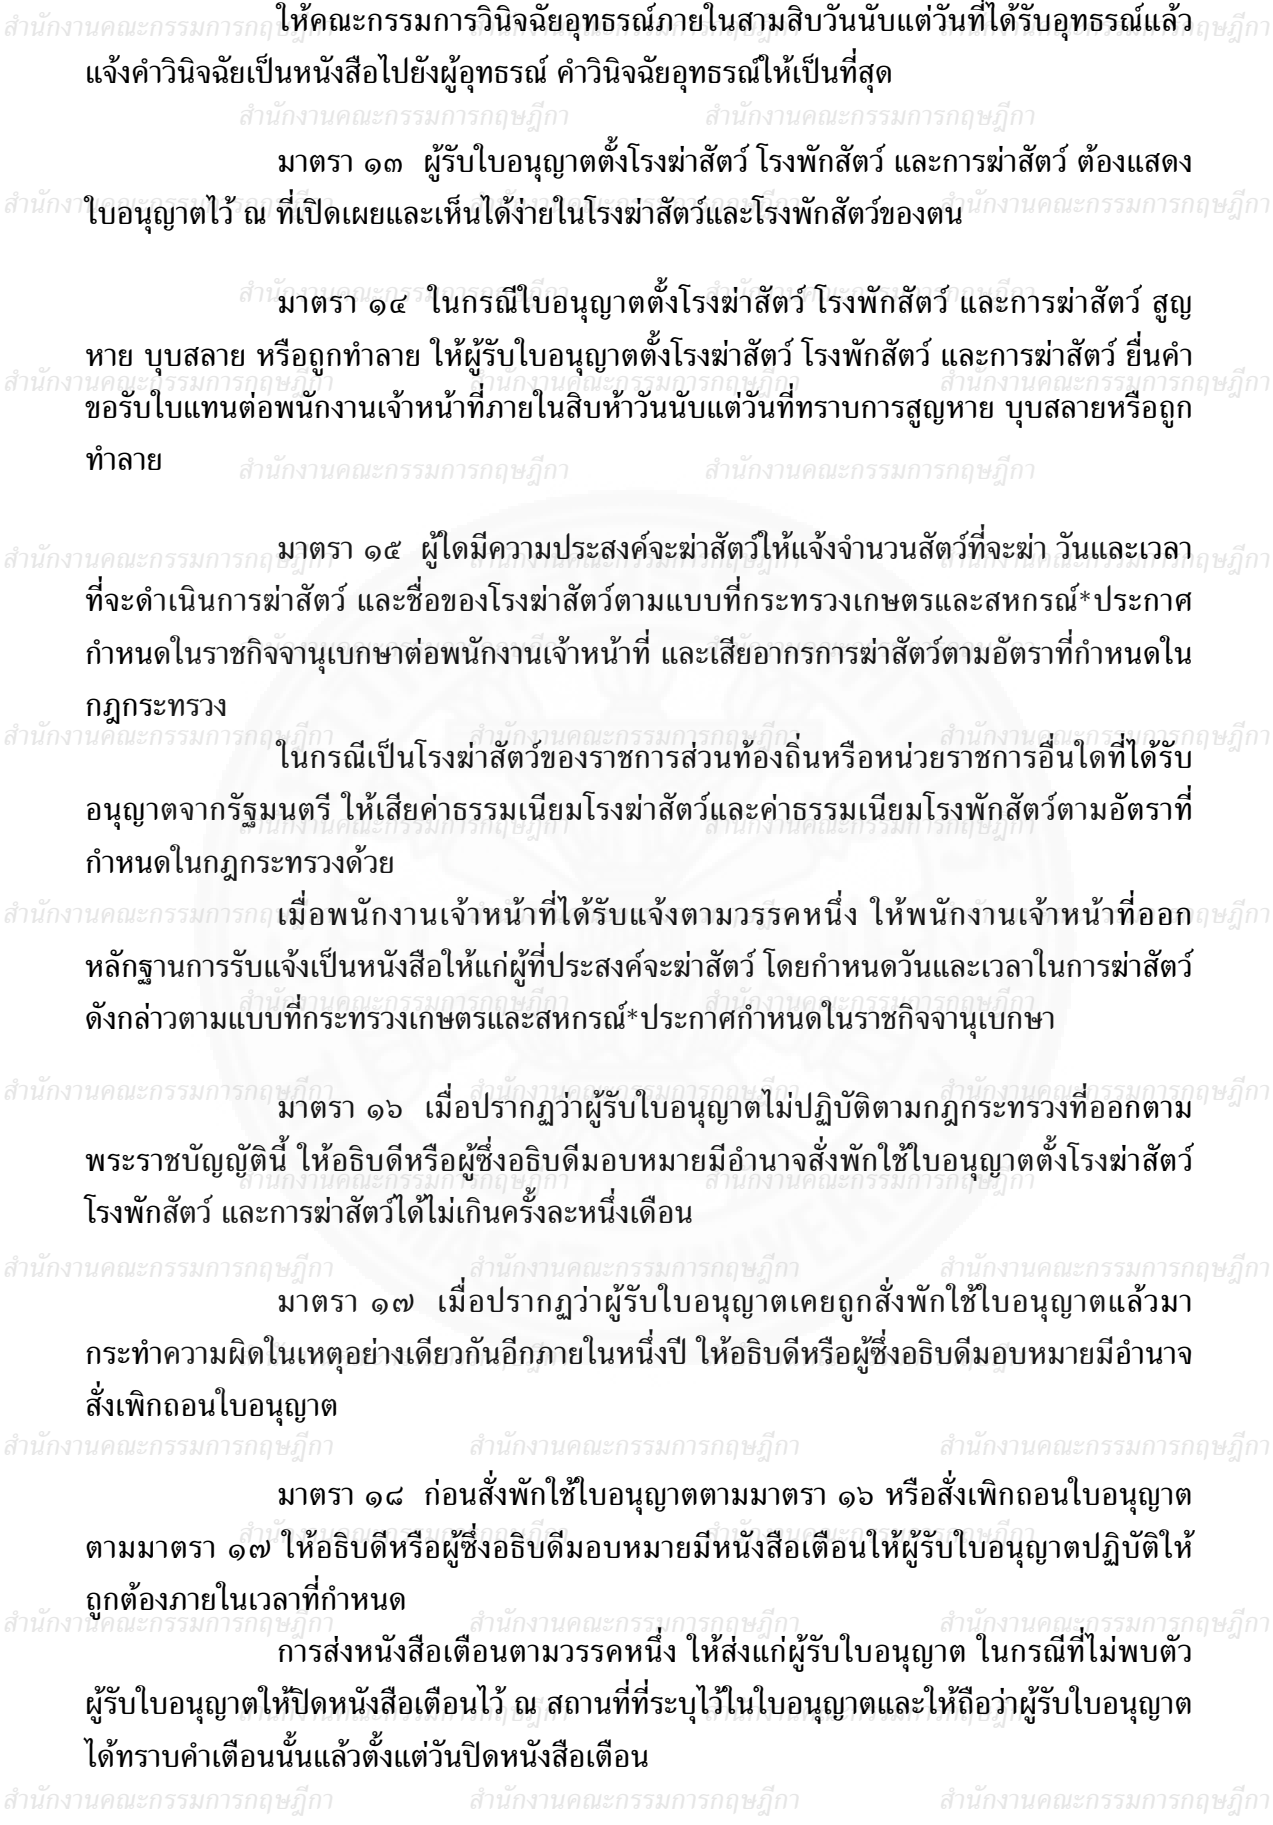 ให้คณะกรรมการวินิจฉัยอุทธรณ์ภายในสามสิบวันนับแต่วันที่ได้รับอุทธรณ์แล้ว
แจ้งคำวินิจฉัยเป็นหนังสือไปยังผู้อุทธรณ์ คำวินิจฉัยอุทธรณ์ให้เป็นที่สุด
มาตรา ๑๓ ผู้รับใบอนุญาตตั้งโรงฆ่าสัตว์ โรงพักสัตว์ และการฆ่าสัตว์ ต้องแสดง
ใบอนุญาตไว้ ณ ที่เปิดเผยและเห็นได้ง่ายในโรงฆ่าสัตว์และโรงพักสัตว์ของตน
มาตรา ๑๔ ในกรณีใบอนุญาตตั้งโรงฆ่าสัตว์ โรงพักสัตว์ และการฆ่าสัตว์ สูญ
หาย บุบสลาย หรือถูกทำลาย ให้ผู้รับใบอนุญาตตั้งโรงฆ่าสัตว์ โรงพักสัตว์ และการฆ่าสัตว์ ยื่นคำ
ขอรับใบแทนต่อพนักงานเจ้าหน้าที่ภายในสิบห้าวันนับแต่วันที่ทราบการสูญหาย บุบสลายหรือถูก
ทำลาย
มาตรา ๑๕ ผู้ใดมีความประสงค์จะฆ่าสัตว์ให้แจ้งจำนวนสัตว์ที่จะฆ่า วันและเวลา
ที่จะดำเนินการฆ่าสัตว์ และชื่อของโรงฆ่าสัตว์ตามแบบที่กระทรวงเกษตรและสหกรณ์*ประกาศ
กำหนดในราชกิจจานุเบกษาต่อพนักงานเจ้าหน้าที่ และเสียอากรการฆ่าสัตว์ตามอัตราที่กำหนดใน
กฎกระทรวง
ในกรณีเป็นโรงฆ่าสัตว์ของราชการส่วนท้องถิ่นหรือหน่วยราชการอื่นใดที่ได้รับ
อนุญาตจากรัฐมนตรี ให้เสียค่าธรรมเนียมโรงฆ่าสัตว์และค่าธรรมเนียมโรงพักสัตว์ตามอัตราที่
กำหนดในกฎกระทรวงด้วย
เมื่อพนักงานเจ้าหน้าที่ได้รับแจ้งตามวรรคหนึ่ง ให้พนักงานเจ้าหน้าที่ออก
หลักฐานการรับแจ้งเป็นหนังสือให้แก่ผู้ที่ประสงค์จะฆ่าสัตว์ โดยกำหนดวันและเวลาในการฆ่าสัตว์
ดังกล่าวตามแบบที่กระทรวงเกษตรและสหกรณ์*ประกาศกำหนดในราชกิจจานุเบกษา
มาตรา ๑๖ เมื่อปรากฏว่าผู้รับใบอนุญาตไม่ปฏิบัติตามกฎกระทรวงที่ออกตาม
พระราชบัญญัตินี้ ให้อธิบดีหรือผู้ซึ่งอธิบดีมอบหมายมีอำนาจสั่งพักใช้ใบอนุญาตตั้งโรงฆ่าสัตว์
โรงพักสัตว์ และการฆ่าสัตว์ได้ไม่เกินครั้งละหนึ่งเดือน
มาตรา ๑๗ เมื่อปรากฏว่าผู้รับใบอนุญาตเคยถูกสั่งพักใช้ใบอนุญาตแล้วมา
กระทำความผิดในเหตุอย่างเดียวกันอีกภายในหนึ่งปี ให้อธิบดีหรือผู้ซึ่งอธิบดีมอบหมายมีอำนาจ
สั่งเพิกถอนใบอนุญาต
มาตรา ๑๘ ก่อนสั่งพักใช้ใบอนุญาตตามมาตรา ๑๖ หรือสั่งเพิกถอนใบอนุญาต
ตามมาตรา ๑๗ ให้อธิบดีหรือผู้ซึ่งอธิบดีมอบหมายมีหนังสือเตือนให้ผู้รับใบอนุญาตปฏิบัติให้
ถูกต้องภายในเวลาที่กำหนด
การส่งหนังสือเตือนตามวรรคหนึ่ง ให้ส่งแก่ผู้รับใบอนุญาต ในกรณีที่ไม่พบตัว
ผู้รับใบอนุญาตให้ปิดหนังสือเตือนไว้ ณ สถานที่ที่ระบุไว้ในใบอนุญาตและให้ถือว่าผู้รับใบอนุญาต
ได้ทราบคำเตือนนั้นแล้วตั้งแต่วันปิดหนังสือเตือน
สำนักงานคณะกรรมการกฤษฎีกา สำนักงานคณะกรรมการกฤษฎีกา สำนักงานคณะกรรมการกฤษฎีกา